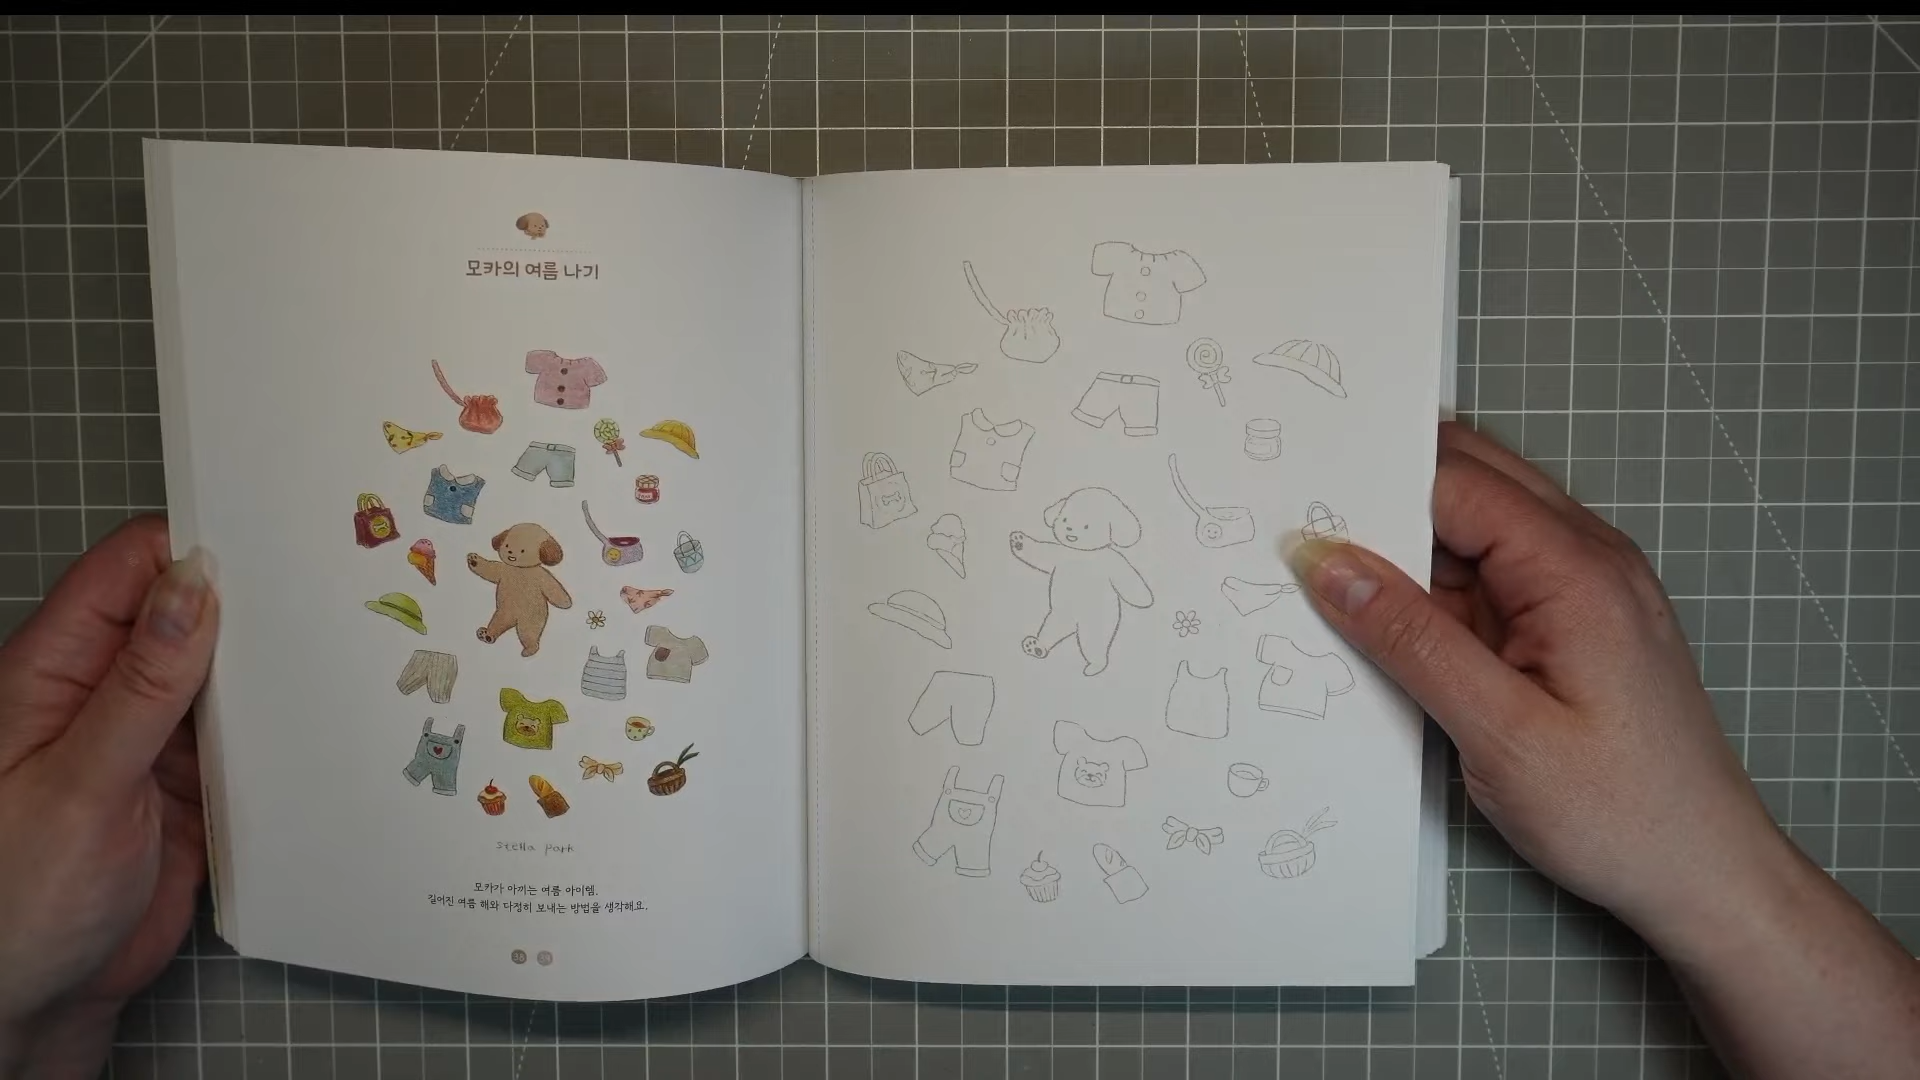 모카의 여름 나기
stella park
모카가 아끼는 여름 아이템.
길어진 여름 해와 다정히 보내는 방법을 생각해요.
38